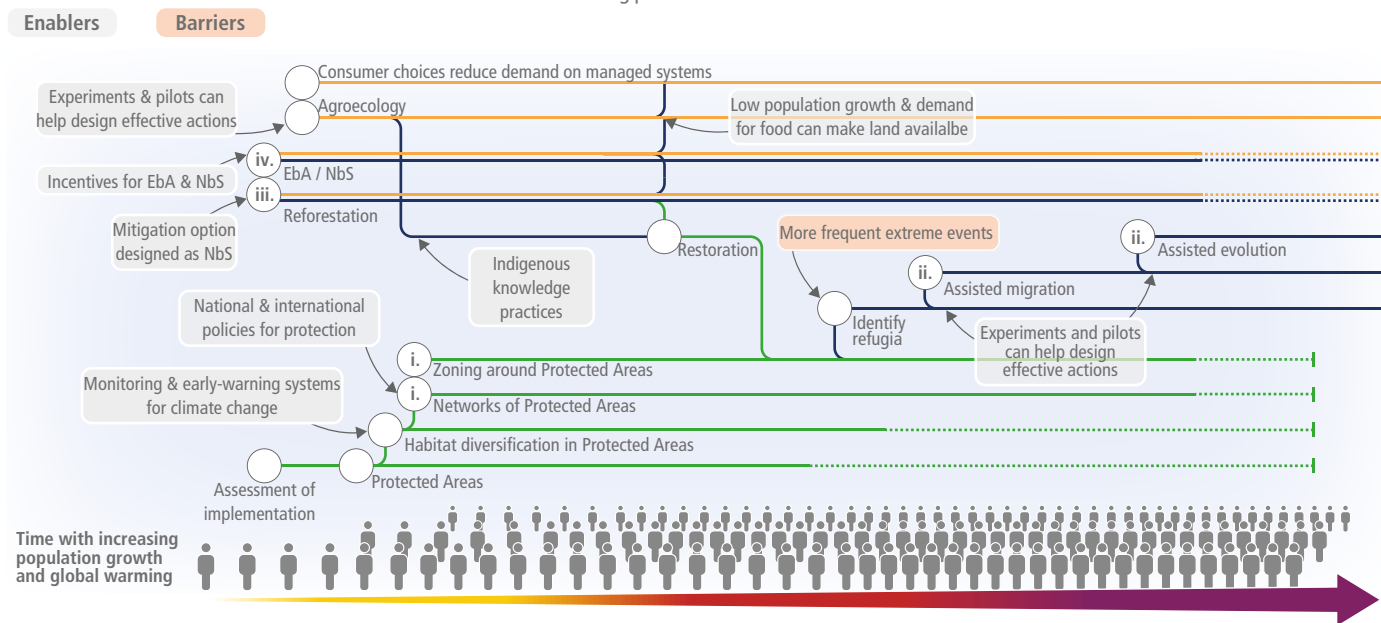 Enablers
Barriers
Consumer choices reduce demand on managed systems
Experiments & pilots can
help design effective actions
Agroecology
Low population growth & demand
for food can make land availalbe
iv.
EbA / NbS
Incentives for EbA & NbS
iii.
Reforestation
Mitigation option
designed as NbS
Restoration
More frequent extreme events
ii.
Assisted evolution
Indigenous
knowledge
practices
ii.
Assisted migration
National & international
policies for protection
Identify
refugia
Experiments and pilots
can help design
effective actions
i.
Zoning around Protected Areas
Monitoring & early-warning systems
for climate change
i.
Networks of Protected Areas
Habitat diversification in Protected Areas
Protected Areas
Assessment of
implementation
Time with increasing
population growth
and global warming